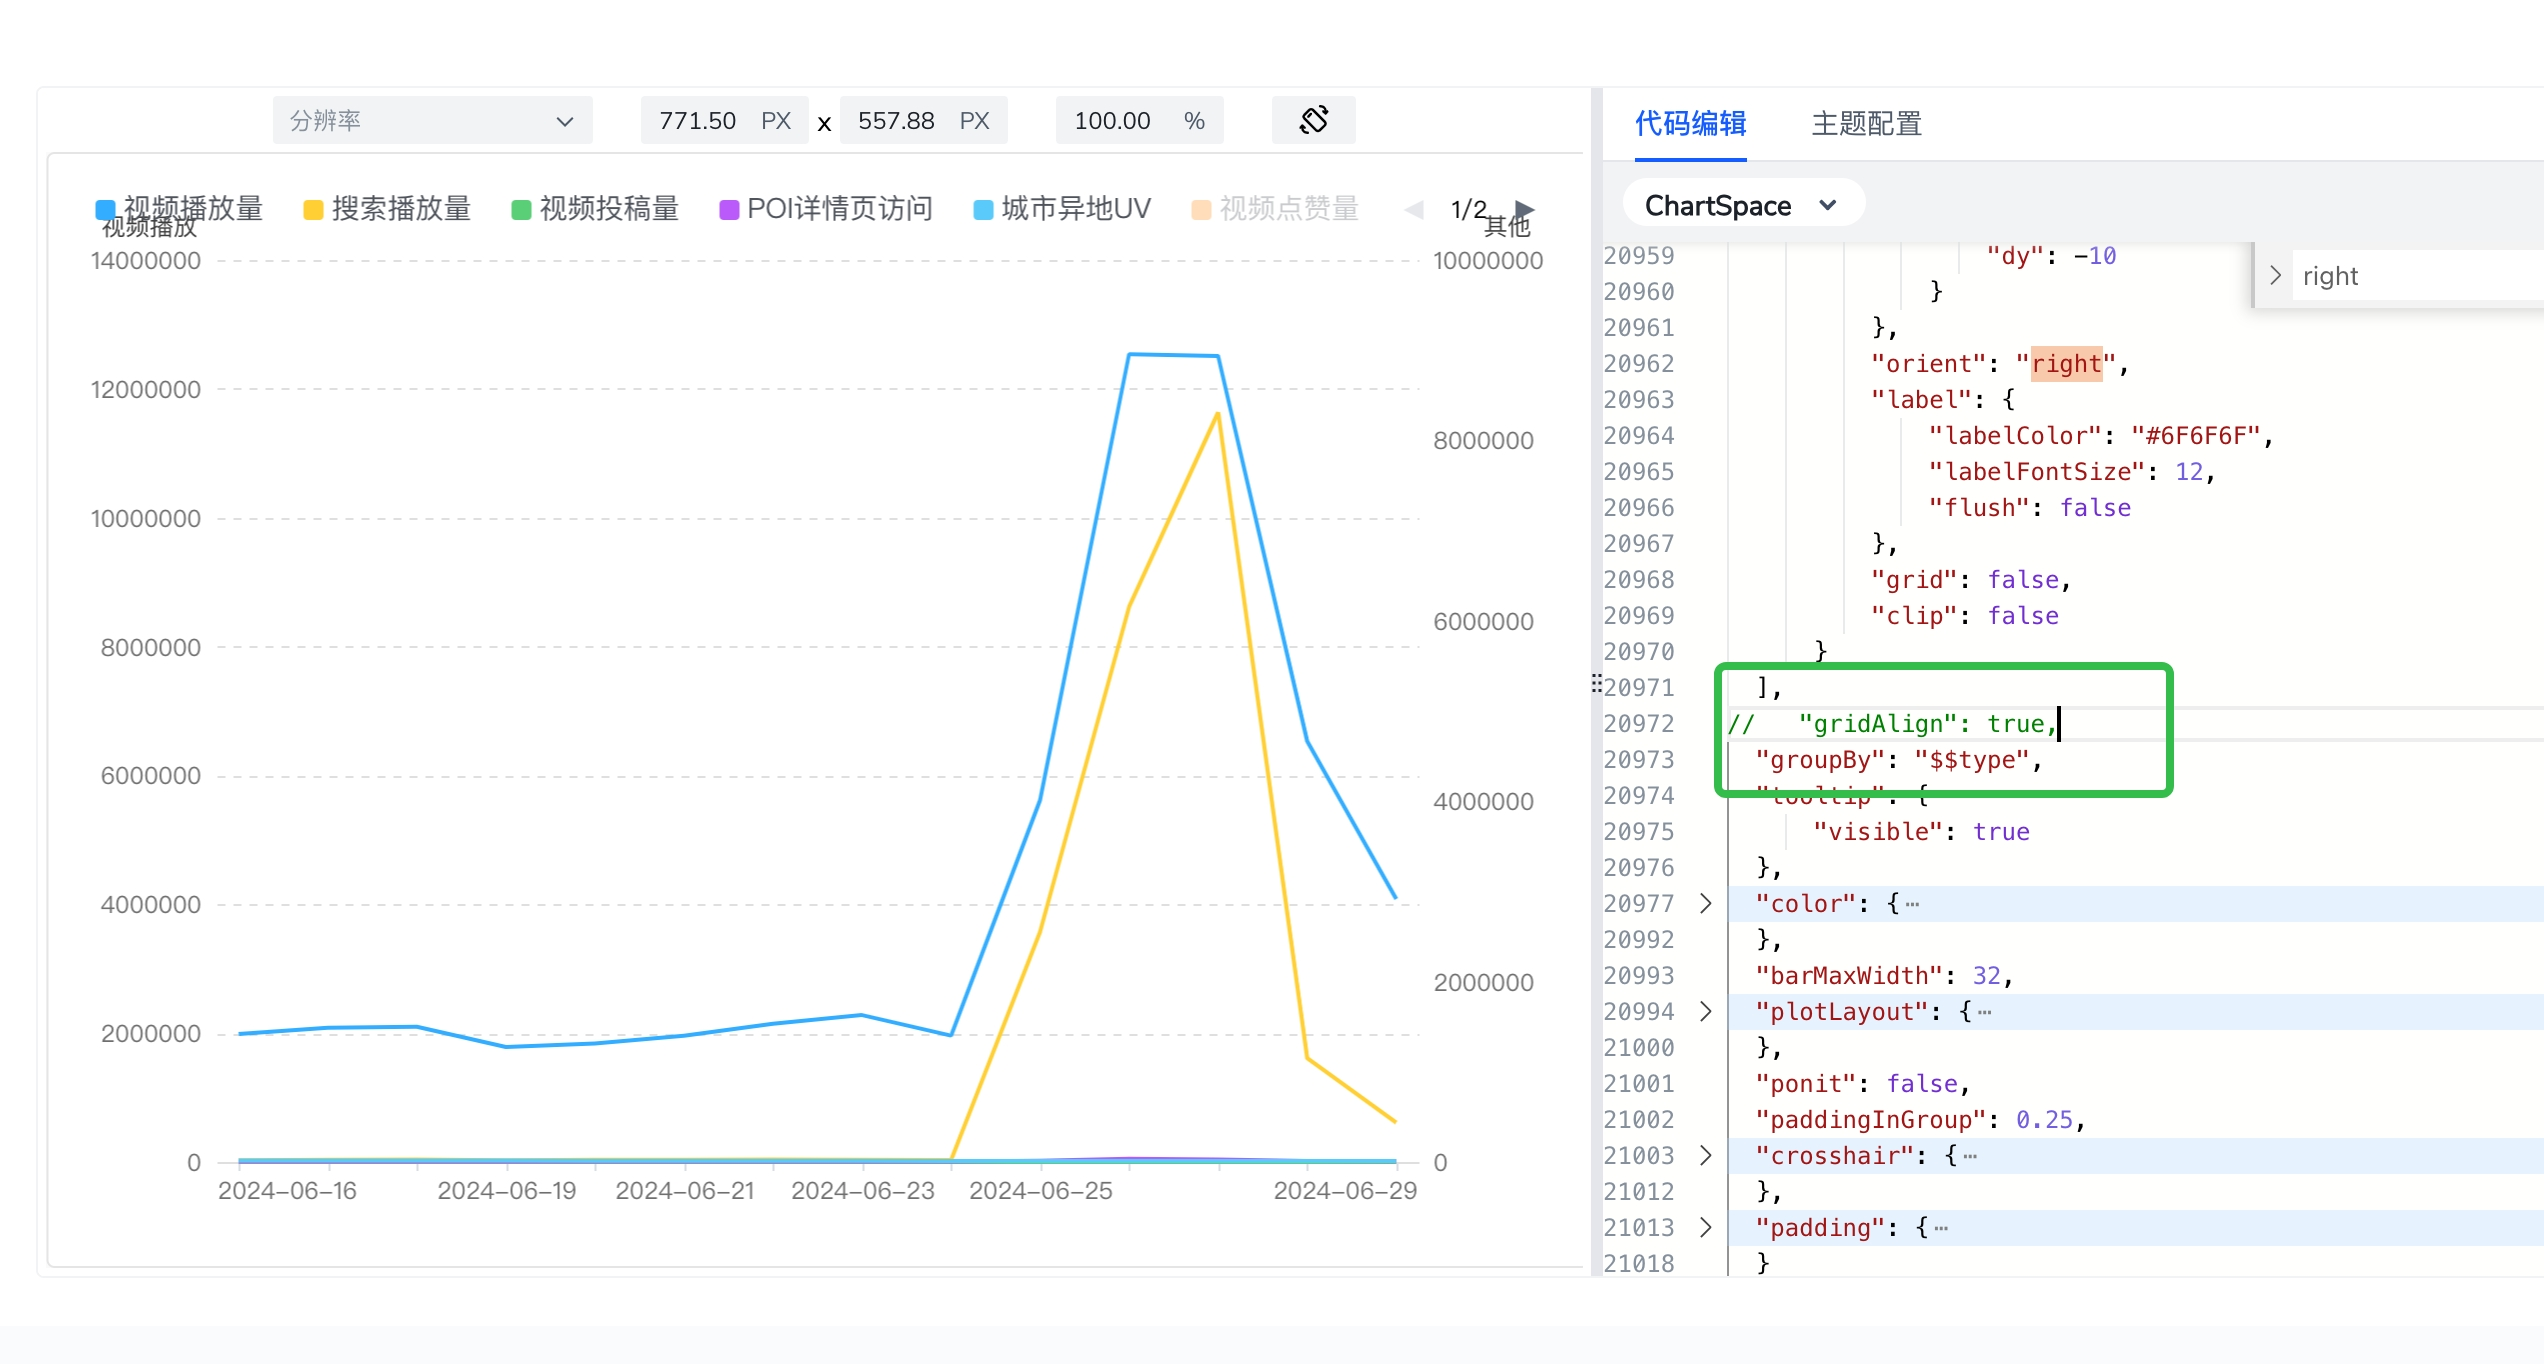 分辨率 771.50 PX x 557.88 PX 100.00 %
视频播放量 搜索播放量 视频投稿量 POI详情页访问 城市异地UV 视频点赞量 1/2
视频播放 其他
14000000 10000000
12000000
8000000
10000000
8000000
6000000
6000000
4000000
4000000
2000000
2000000
0 0
2024-06-16 2024-06-19 2024-06-21 2024-06-23 2024-06-25 2024-06-29
代码编辑 主题配置
ChartSpace
right
20959 "dy": -10
20960 }
20961 },
20962 "orient": "right",
20963 "label": {
20964 "labelColor": "#6F6F6F",
20965 "labelFontSize": 12,
20966 "flush": false
20967 },
20968 "grid": false,
20969 "clip": false
20970 }
20971 ],
20972 // "gridAlign": true,
20973 "groupBy": "$$type",
20974 "tooltip": {
20975 "visible": true
20976 },
20977 "color": {⋯
20992 },
20993 "barMaxWidth": 32,
20994 "plotLayout": {⋯
21000 },
21001 "ponit": false,
21002 "paddingInGroup": 0.25,
21003 "crosshair": {⋯
21012 },
21013 "padding": {⋯
21018 }